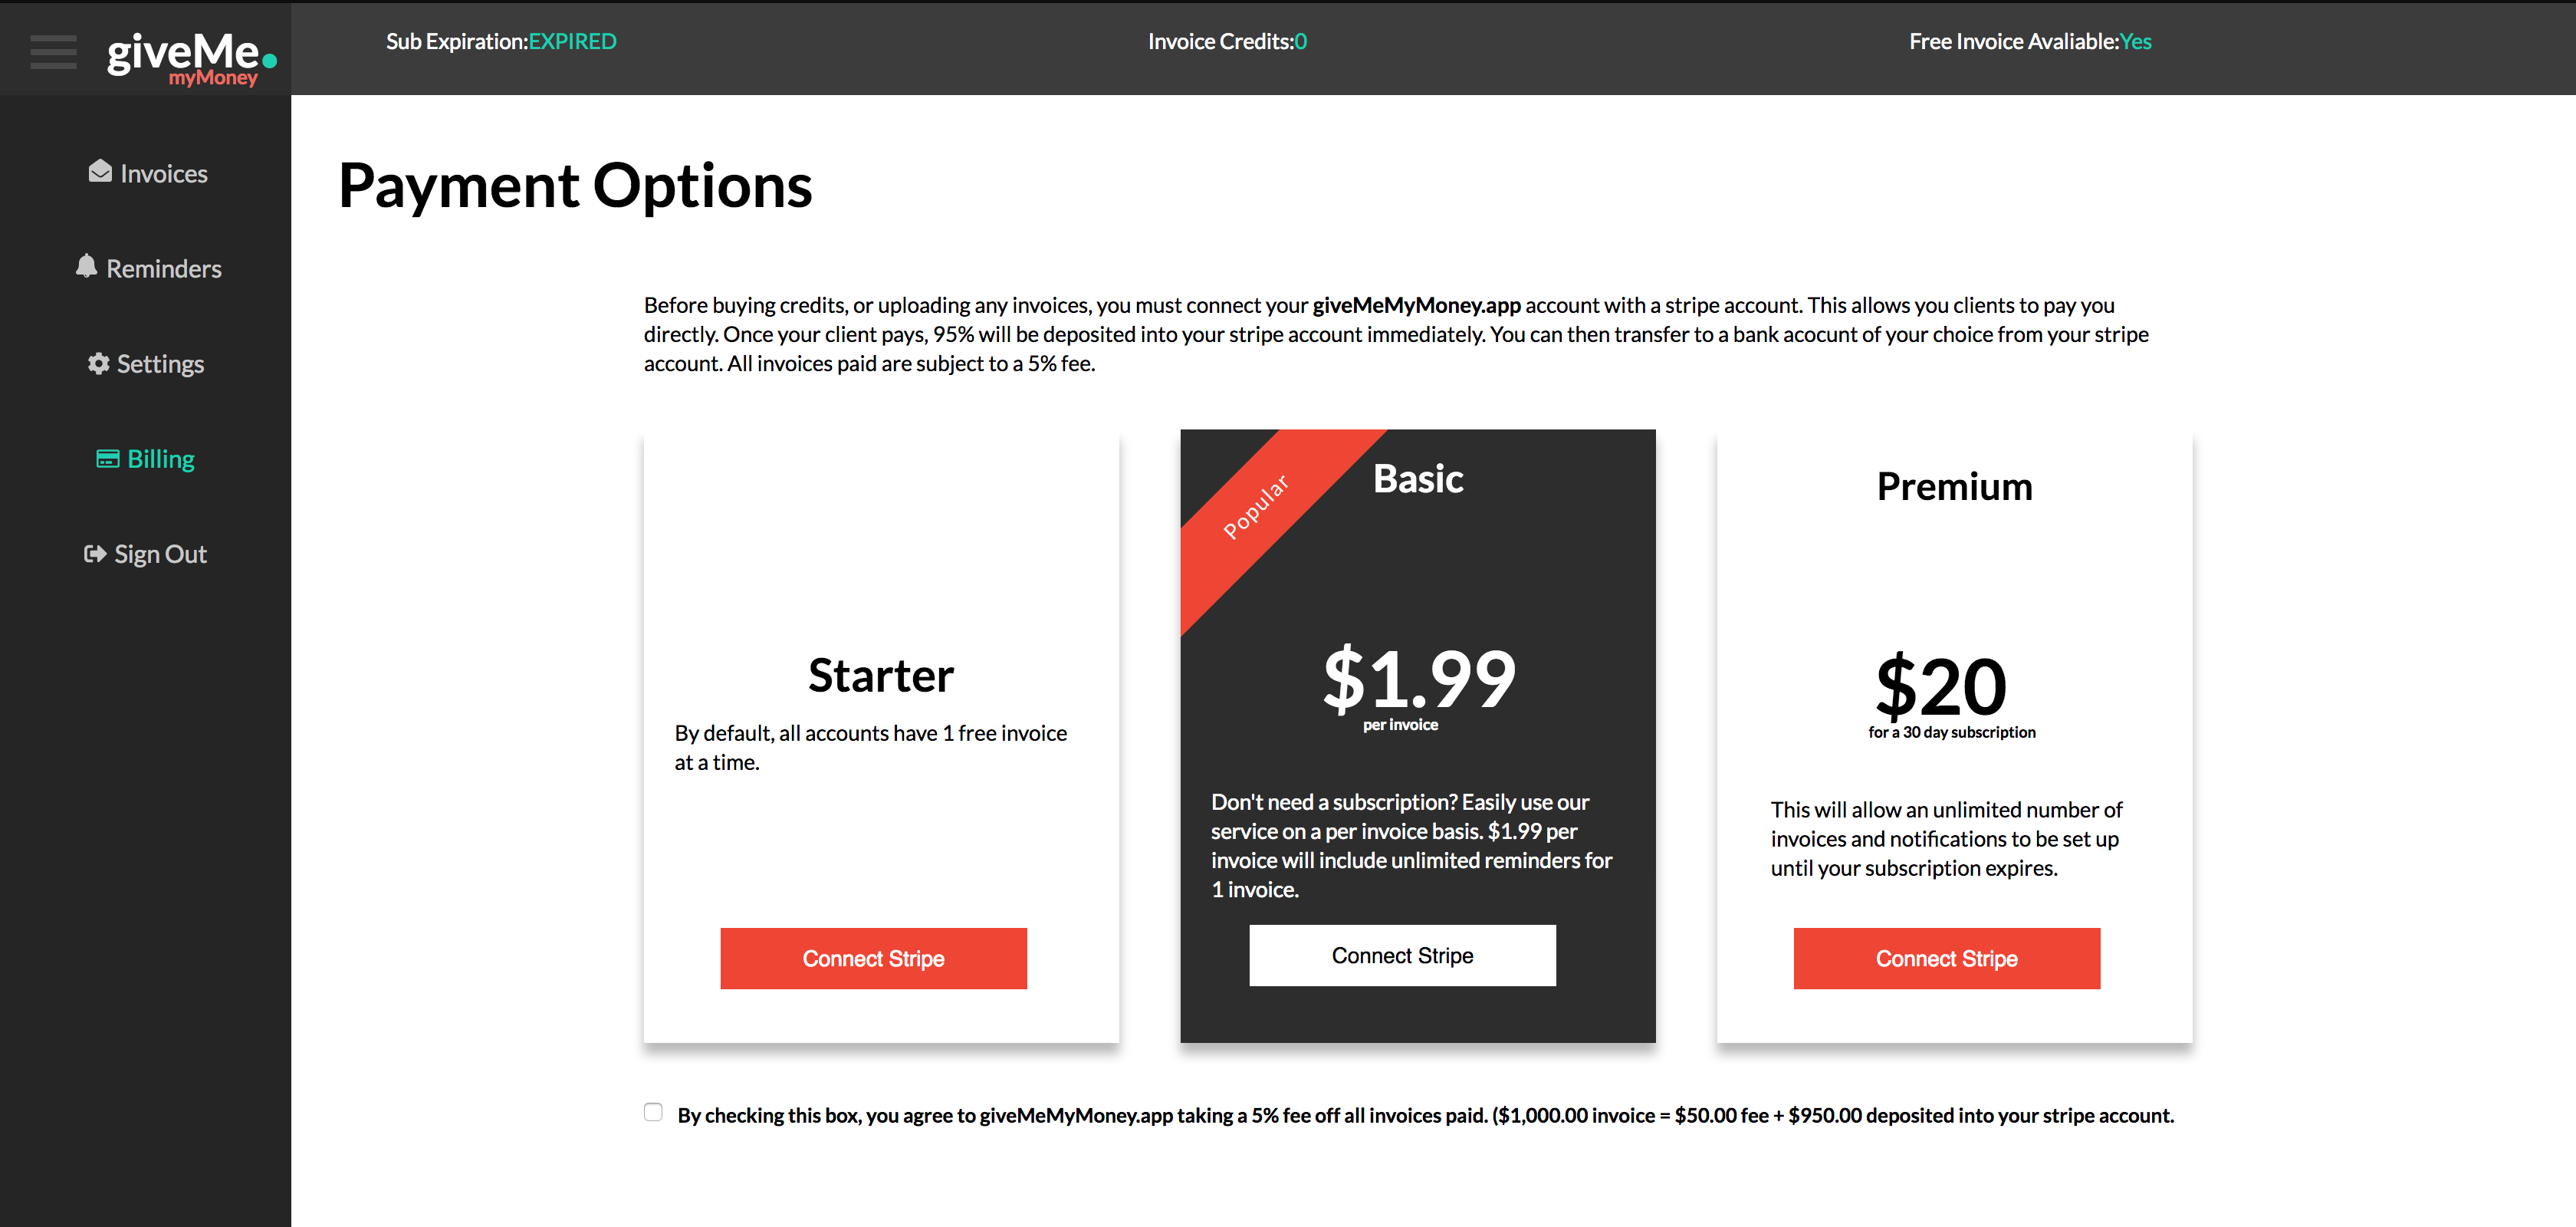 giveMe.
myMoney
Sub Expiration:EXPIRED
Invoice Credits:0
Free Invoice Avaliable:Yes
Invoices
Reminders
Settings
Billing
Sign Out
Payment Options
Before buying credits, or uploading any invoices, you must connect your giveMeMyMoney.app account with a stripe account. This allows you clients to pay you
directly. Once your client pays, 95% will be deposited into your stripe account immediately. You can then transfer to a bank acocunt of your choice from your stripe
account. All invoices paid are subject to a 5% fee.
Starter
By default, all accounts have 1 free invoice
at a time.
Connect Stripe
Popular
Basic
$1.99
per invoice
Don't need a subscription? Easily use our
service on a per invoice basis. $1.99 per
invoice will include unlimited reminders for
1 invoice.
Connect Stripe
Premium
$20
for a 30 day subscription
This will allow an unlimited number of
invoices and notifications to be set up
until your subscription expires.
Connect Stripe
By checking this box, you agree to giveMeMyMoney.app taking a 5% fee off all invoices paid. ($1,000.00 invoice = $50.00 fee + $950.00 deposited into your stripe account.